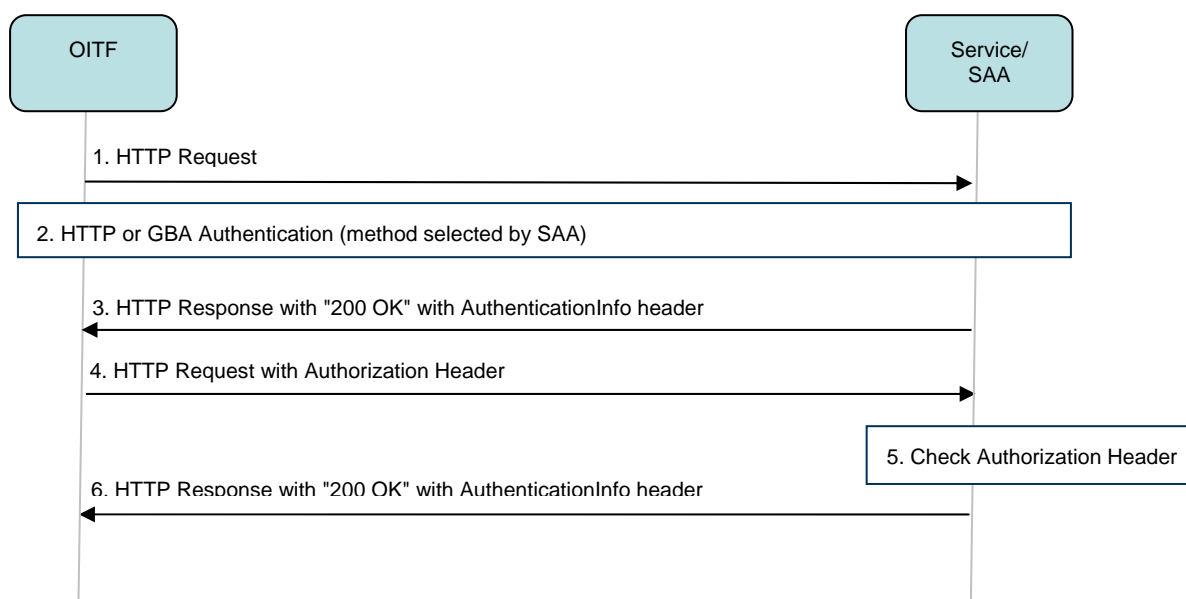 OITF
Service/
SAA
1. HTTP Request
2. HTTP or GBA Authentication (method selected by SAA)
3. HTTP Response with "200 OK" with AuthenticationInfo header
4. HTTP Request with Authorization Header
5. Check Authorization Header
6. HTTP Response with "200 OK" with AuthenticationInfo header